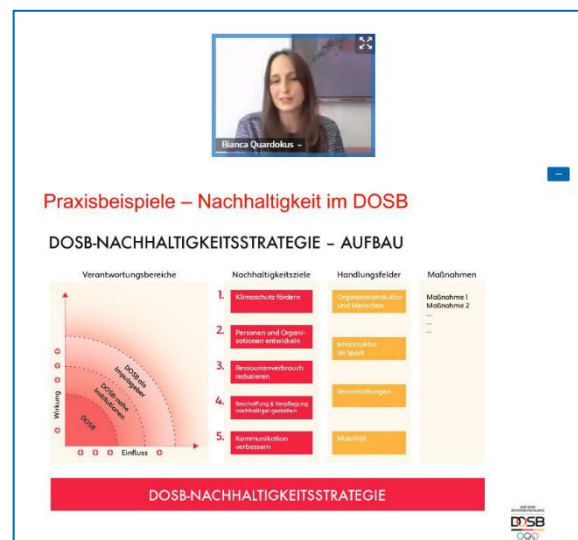 Bianca Quardokus
Praxisbeispiele – Nachhaltigkeit im DOSB
DOSB-NACHHALTIGKEITSSTRATEGIE – AUFBAU
Verantwortungsbereiche
Wirkung
DOSB als
Impulsgeber
DOSB-nahe
Institutionen
DOSB
Einfluss
Nachhaltigkeitsziele
1. Klimaschutz fördern
2. Personen und Organi-
sationen entwickeln
3. Ressourcenverbrauch
reduzieren
4. Beschaffung & Verpflegung
nachhaltiger gestalten
5. Kommunikation
verbessern
Handlungsfelder
Organisationskultur
und Menschen
Infrastruktur
im Sport
Veranstaltungen
Mobilität
Maßnahmen
Maßnahme 1
Maßnahme 2
...
...
...
DOSB-NACHHALTIGKEITSSTRATEGIE
DOSB